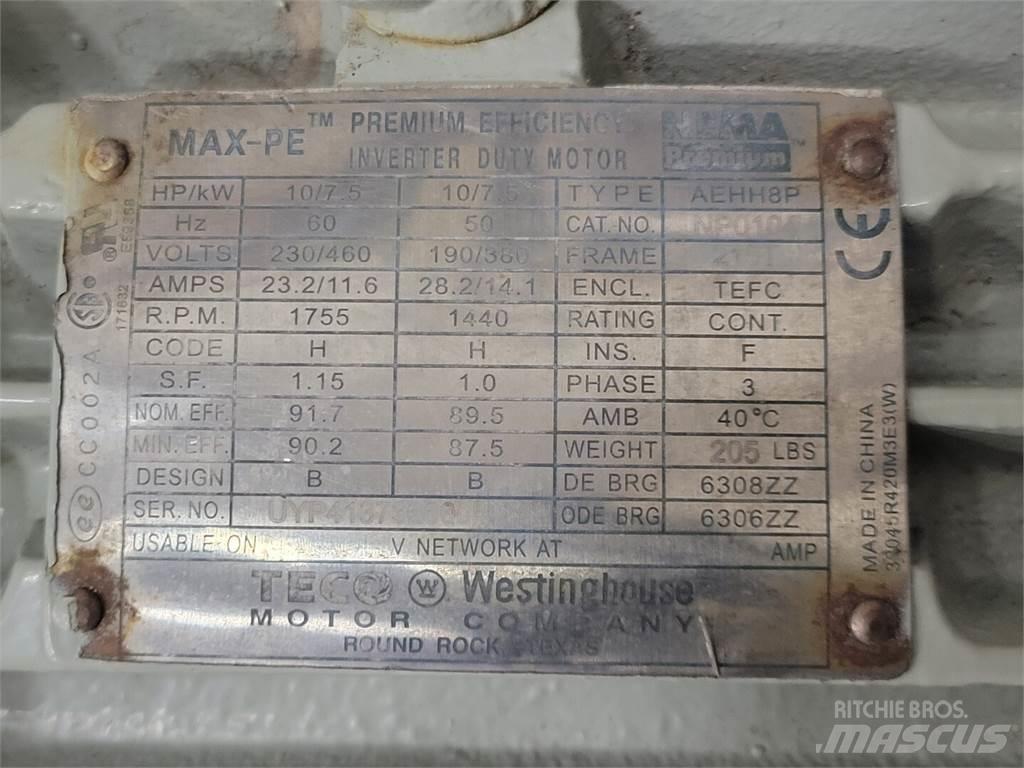 MAX-PE™ PREMIUM EFFICIENCY NEMA
INVERTER DUTY MOTOR Premium
HP/kW 10/7.5 10/7.5 TYPE AEHH8P
Hz 60 50 CAT.NO.
VOLTS 230/460 190/380 FRAME
AMPS 23.2/11.6 28.2/14.1 ENCL. TEFC
R.P.M. 1755 1440 RATING CONT.
CODE H H INS. F
S.F. 1.15 1.0 PHASE 3
NOM. EFF. 91.7 89.5 AMB 40°C
MIN. EFF. 90.2 87.5 WEIGHT 205 LBS
DESIGN B B DE BRG 6308ZZ
SER. NO. ODE BRG 6306ZZ
USABLE ON V NETWORK AT AMP
TECO W Westinghouse
MOTOR COMPANY
ROUND ROCK, TEXAS
ee CC002A
SA
171632
CE
MADE IN CHINA
33045R420M3E3(W)
RITCHIE BROS.
MASCUS